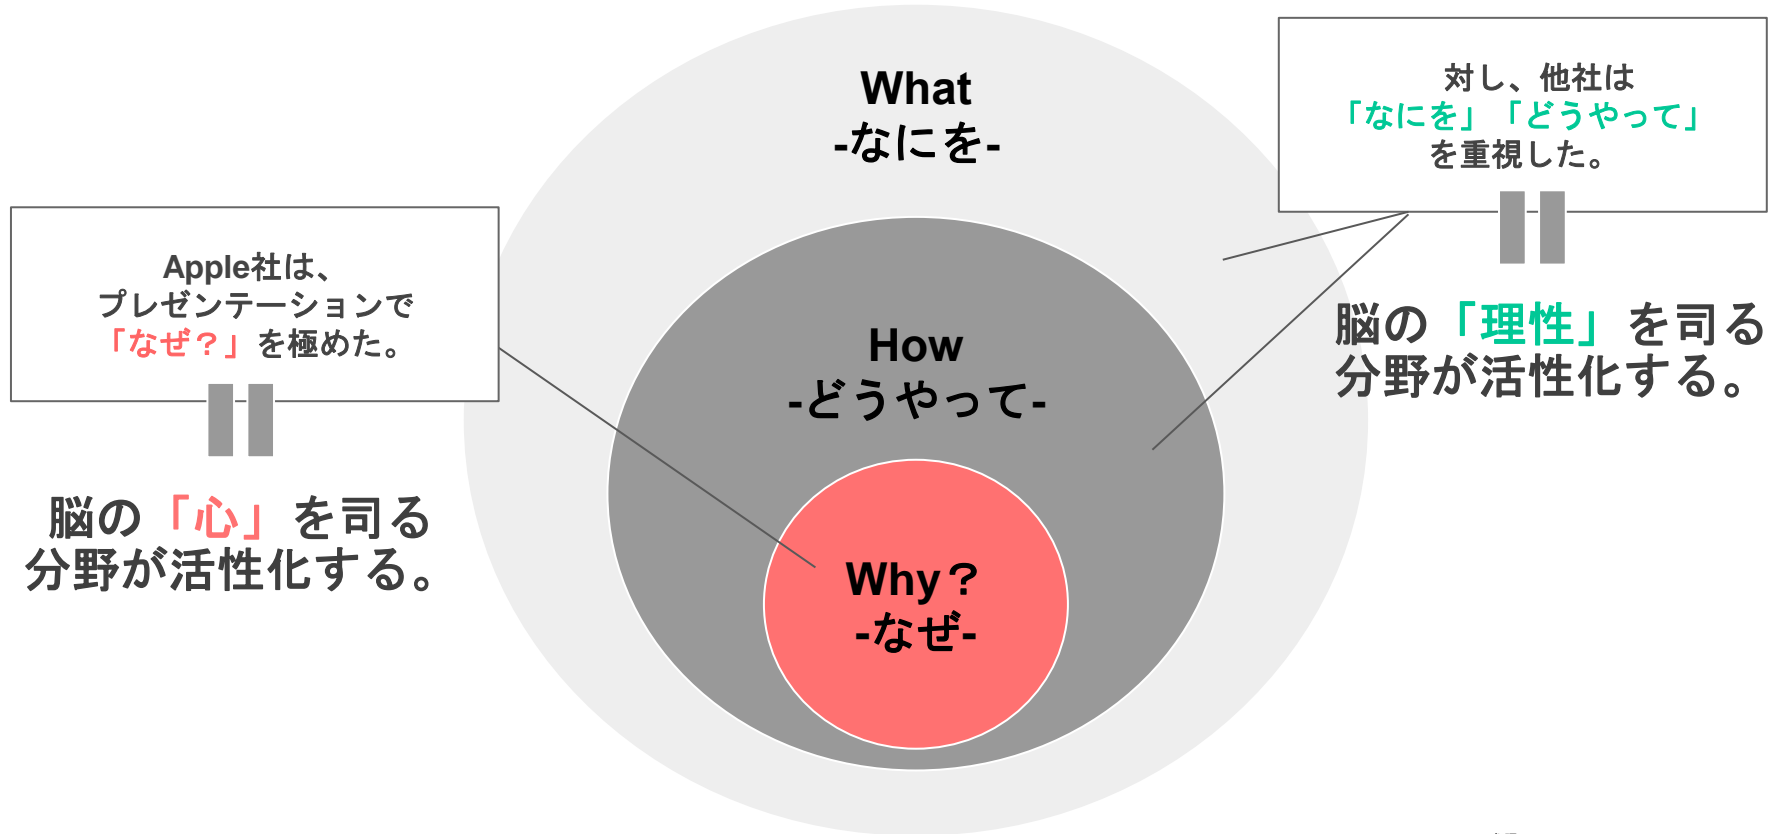 What
-なにを-
対し、他社は
「なにを」「どうやって」
を重視した。
Apple社は、
プレゼンテーションで
「なぜ？」を極めた。
How
-どうやって-
脳の「理性」を司る
分野が活性化する。
脳の「心」を司る
分野が活性化する。
Why？
-なぜ-